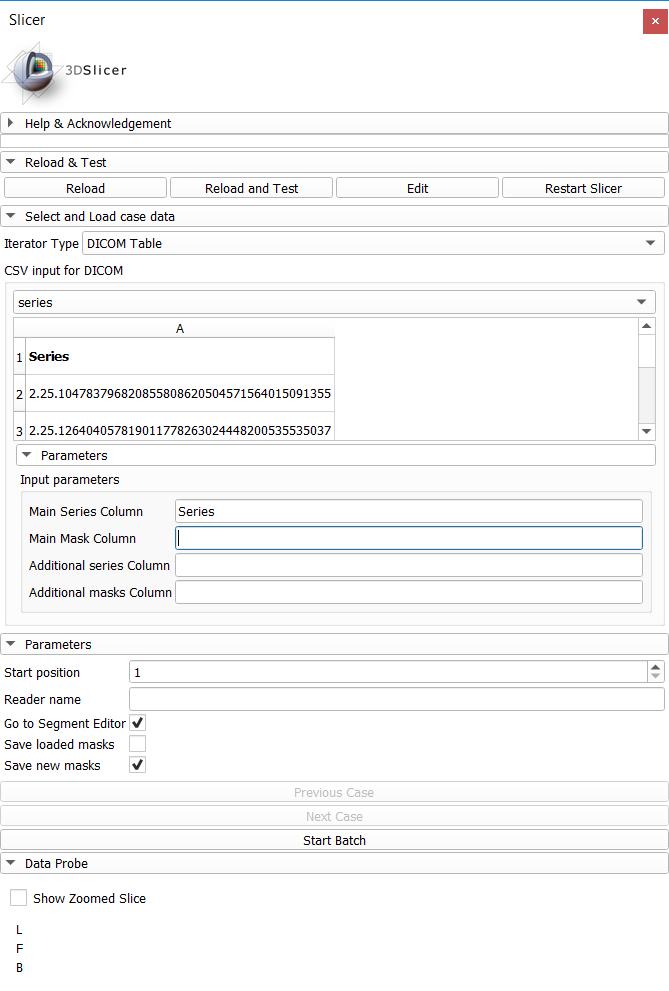 Slicer
3DSlicer
Help & Acknowledgement
Reload & Test
Reload
Reload and Test
Edit
Restart Slicer
Select and Load case data
Iterator Type DICOM Table
CSV input for DICOM
series
A
1 Series
2 2.25.104783796820855808620504571564015091355
3 2.25.126404057819011778263024448200535535037
Parameters
Input parameters
Main Series Column Series
Main Mask Column
Additional series Column
Additional masks Column
Parameters
Start position 1
Reader name
Go to Segment Editor
Save loaded masks
Save new masks
Previous Case
Next Case
Start Batch
Data Probe
Show Zoomed Slice
L
F
B